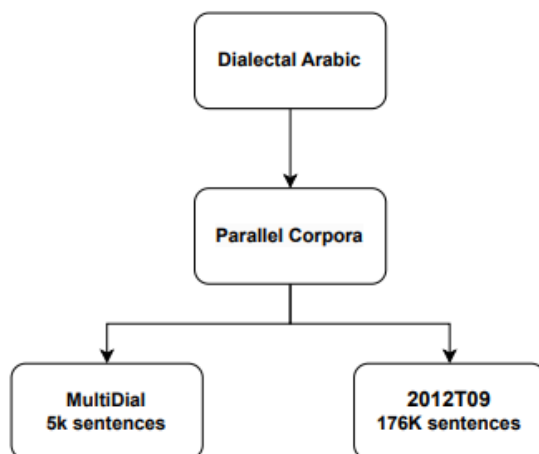 Dialectal Arabic
Parallel Corpora
MultiDial
5k sentences
2012T09
176K sentences